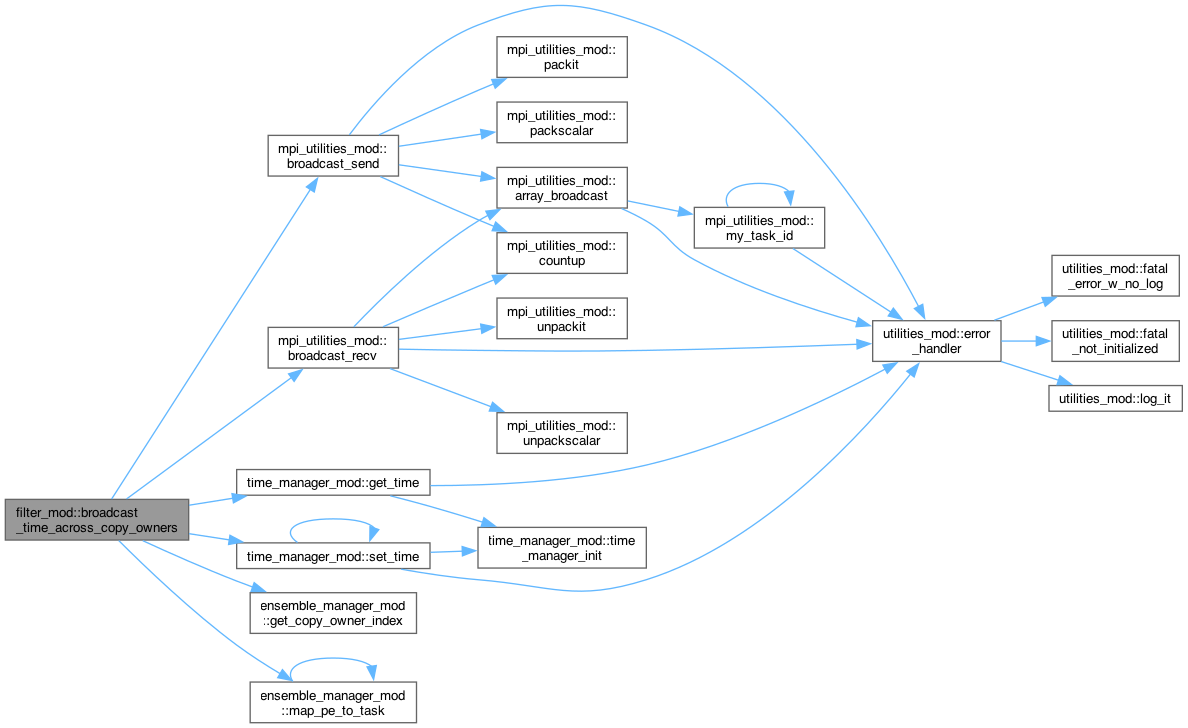 filter_mod::broadcast
_time_across_copy_owners
mpi_utilities_mod::
broadcast_send
mpi_utilities_mod::
packit
mpi_utilities_mod::
packscalar
mpi_utilities_mod::
array_broadcast
mpi_utilities_mod::
countup
mpi_utilities_mod::
my_task_id
mpi_utilities_mod::
unpackit
mpi_utilities_mod::
broadcast_recv
mpi_utilities_mod::
unpackscalar
utilities_mod::error
_handler
utilities_mod::fatal
_error_w_no_log
utilities_mod::fatal
_not_initialized
utilities_mod::log_it
time_manager_mod::get_time
time_manager_mod::set_time
time_manager_mod::time
_manager_init
ensemble_manager_mod
::get_copy_owner_index
ensemble_manager_mod
::map_pe_to_task